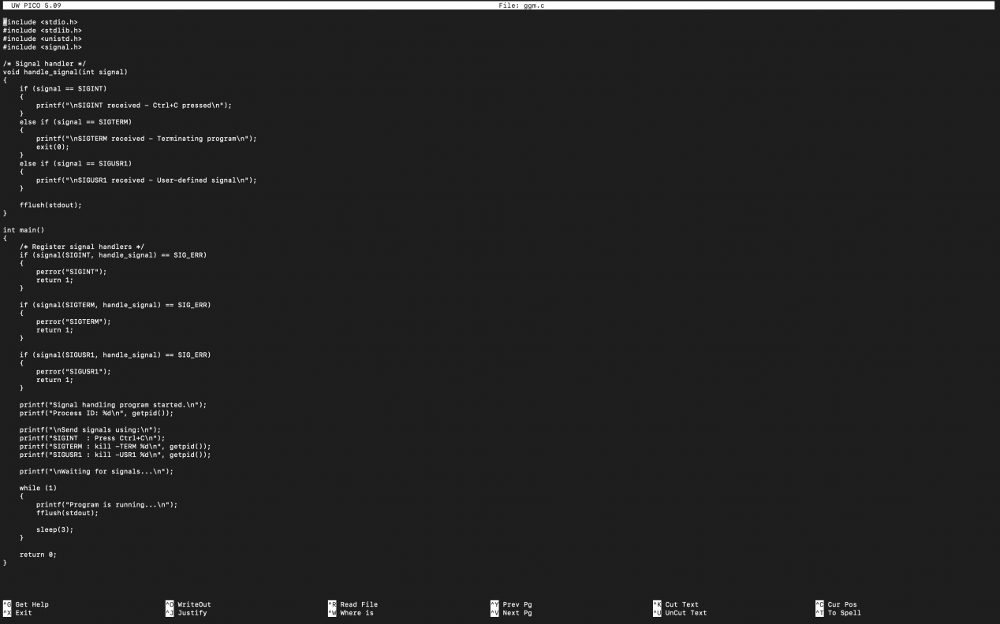 UW PICO 5.09 File: ggm.c
#include <stdio.h>
#include <stdlib.h>
#include <unistd.h>
#include <signal.h>

/* Signal handler */
void handle_signal(int signal)
{
    if (signal == SIGINT)
    {
        printf("\nSIGINT received - Ctrl+C pressed\n");
    }
    else if (signal == SIGTERM)
    {
        printf("\nSIGTERM received - Terminating program\n");
        exit(0);
    }
    else if (signal == SIGUSR1)
    {
        printf("\nSIGUSR1 received - User-defined signal\n");
    }

    fflush(stdout);
}

int main()
{
    /* Register signal handlers */
    if (signal(SIGINT, handle_signal) == SIG_ERR)
    {
        perror("SIGINT");
        return 1;
    }

    if (signal(SIGTERM, handle_signal) == SIG_ERR)
    {
        perror("SIGTERM");
        return 1;
    }

    if (signal(SIGUSR1, handle_signal) == SIG_ERR)
    {
        perror("SIGUSR1");
        return 1;
    }

    printf("Signal handling program started.\n");
    printf("Process ID: %d\n", getpid());

    printf("\nSend signals using:\n");
    printf("SIGINT  : Press Ctrl+C\n");
    printf("SIGTERM : kill -TERM %d\n", getpid());
    printf("SIGUSR1 : kill -USR1 %d\n", getpid());

    printf("\nWaiting for signals...\n");

    while (1)
    {
        printf("Program is running...\n");
        fflush(stdout);

        sleep(3);
    }

    return 0;
}

^G Get Help ^O WriteOut ^R Read File ^Y Prev Pg ^K Cut Text ^C Cur Pos
^X Exit ^J Justify ^W Where is ^V Next Pg ^U UnCut Text ^T To Spell